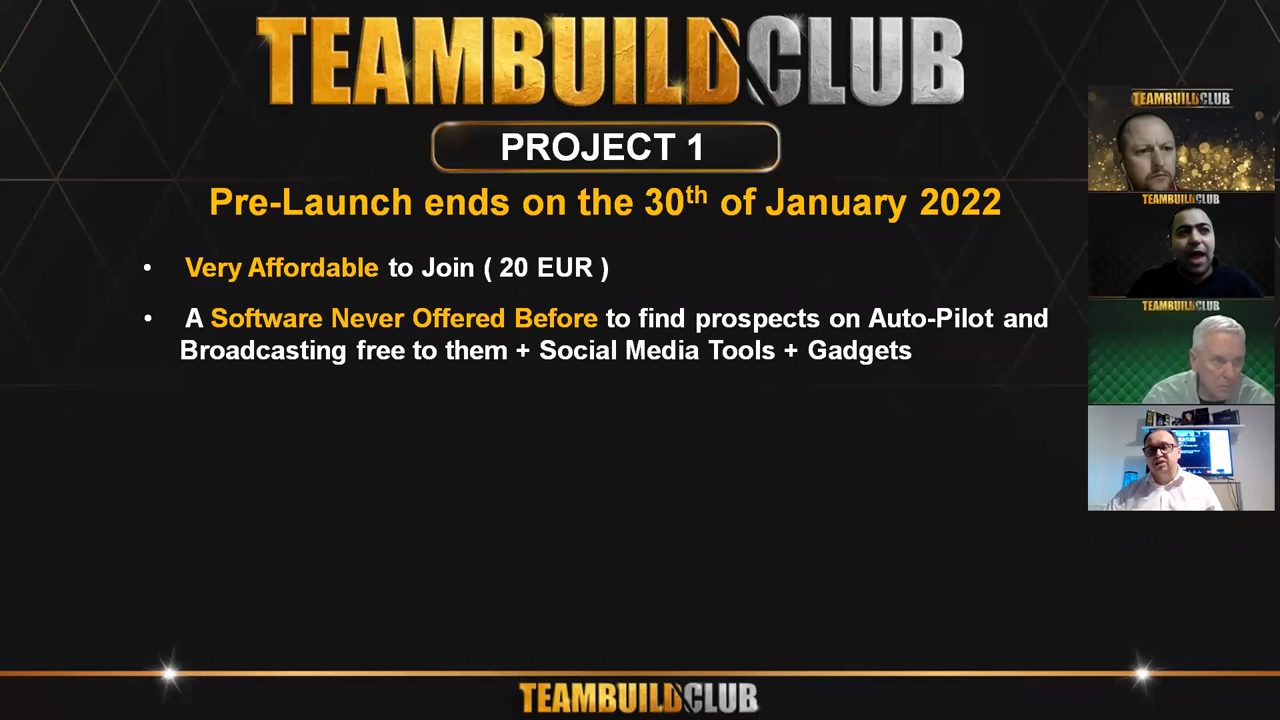 TEAMBUILDCLUB
PROJECT 1
Pre-Launch ends on the 30th of January 2022
• Very Affordable to Join ( 20 EUR )
• A Software Never Offered Before to find prospects on Auto-Pilot and
Broadcasting free to them + Social Media Tools + Gadgets
TEAMBUILDCLUB
TEAMBUILDCLUB
TEAMBUILDCLUB
TEAMBUILDCLUB